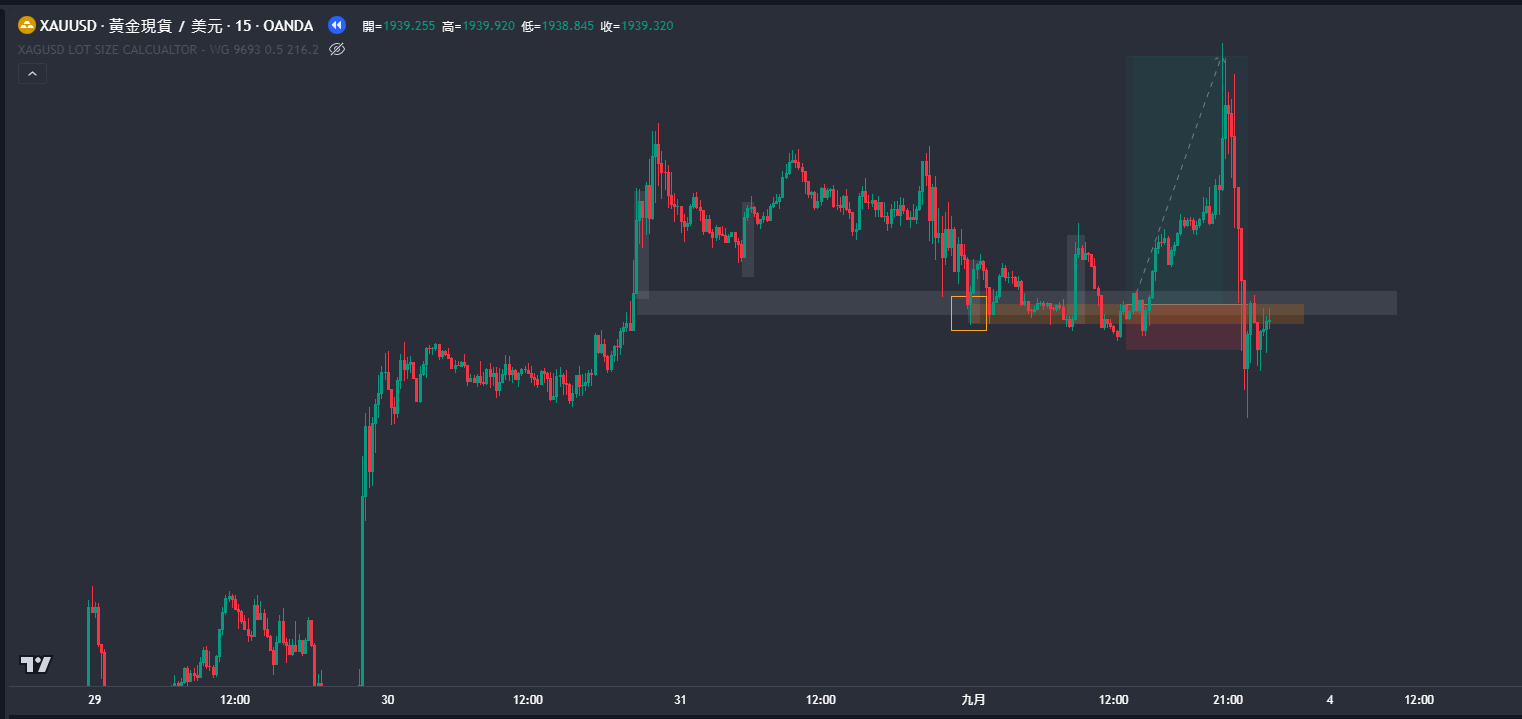 XAUUSD · 黃金現貨 / 美元 · 15 · OANDA 開=1939.255 高=1939.920 低=1938.845 收=1939.320
XAGUSD LOT SIZE CALCUALTOR - WG 9693 0.5 216.2
29 12:00 30 12:00 31 12:00 九月 12:00 21:00 4 12:00